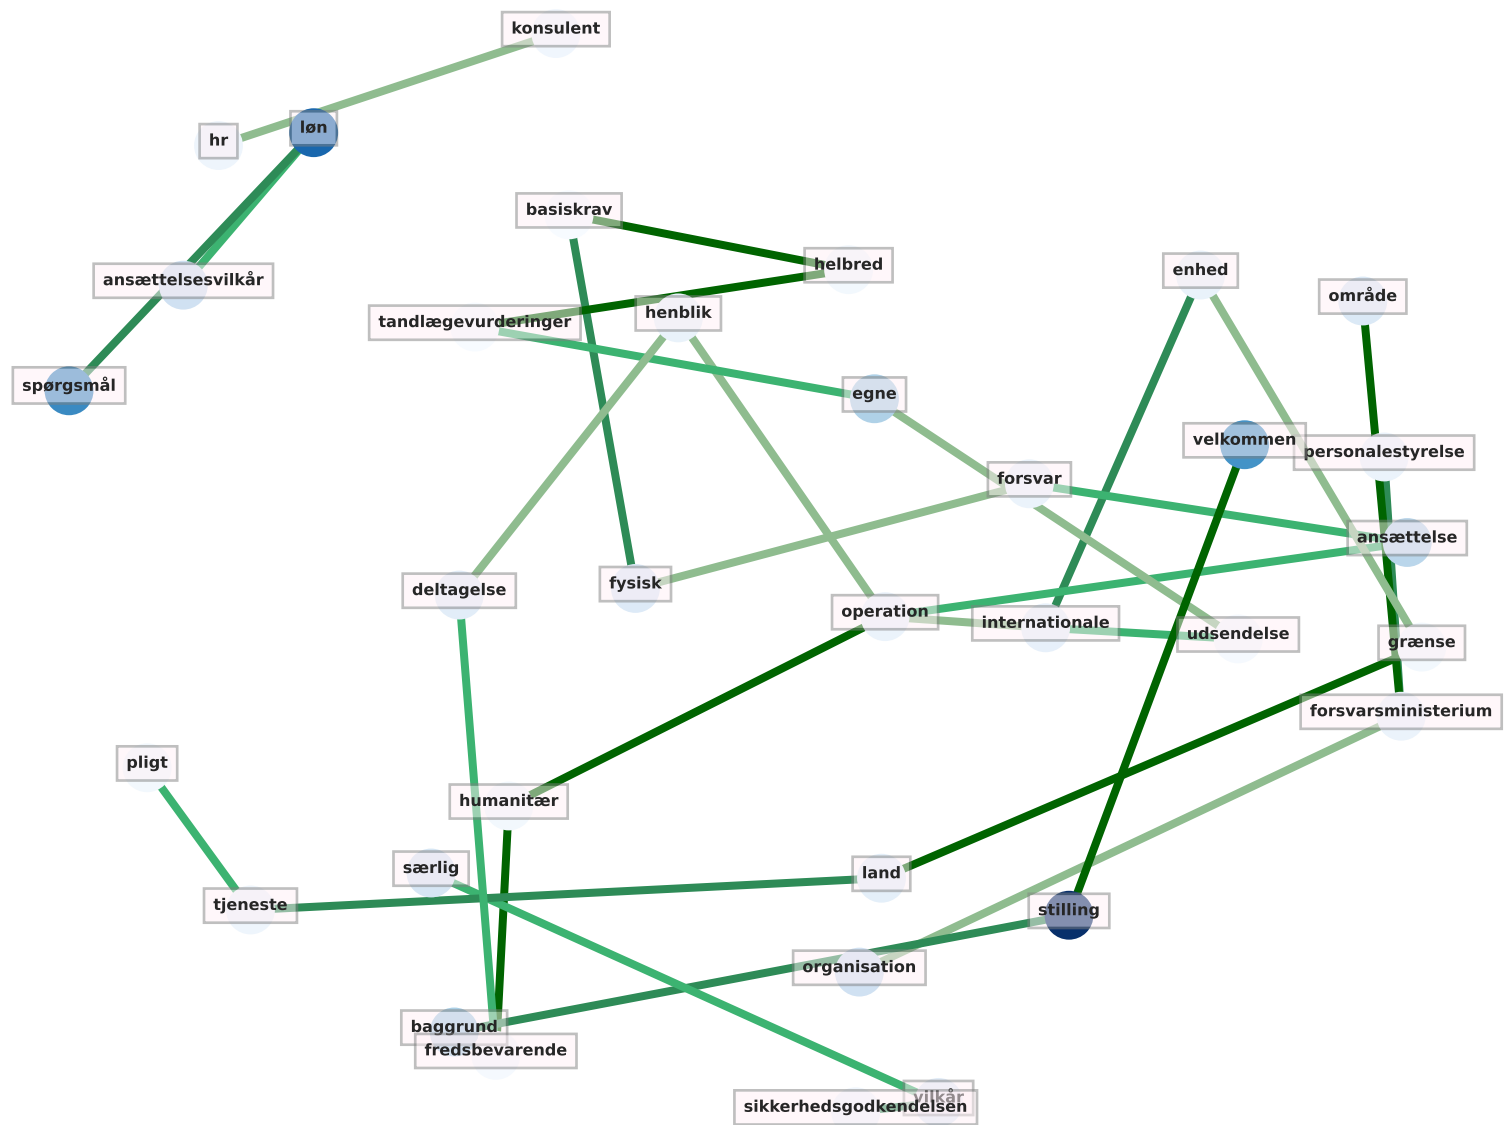 konsulent
løn
hr
basiskrav
helbred
enhed
ansættelsesvilkår
område
henblik
tandlægevurderinger
spørgsmål
egne
velkommen
personalestyrelse
forsvar
ansættelse
fysisk
deltagelse
operation
internationale
udsendelse
grænse
forsvarsministerium
pligt
humanitær
særlig
land
tjeneste
stilling
organisation
baggrund
fredsbevarende
vilkår
sikkerhedsgodkendelsen